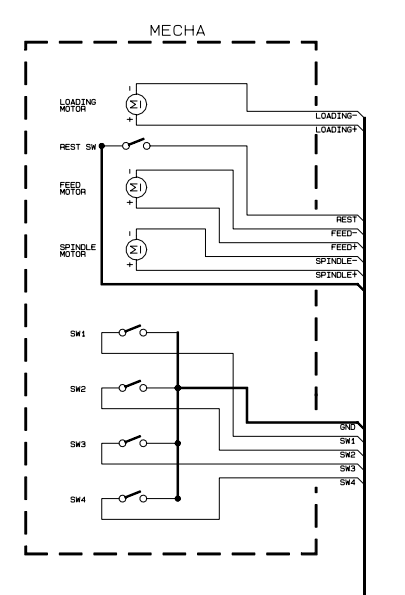 MECHA
-
LOADING
MOTOR
M
+
LOADING-
LOADING+
REST SW
-
FEED
MOTOR
M
+
REST
FEED-
FEED+
-
SPINDLE
MOTOR
M
+
SPINDLE-
SPINDLE+
SW1
SW2
GND
SW1
SW3
SW2
SW3
SW4
SW4